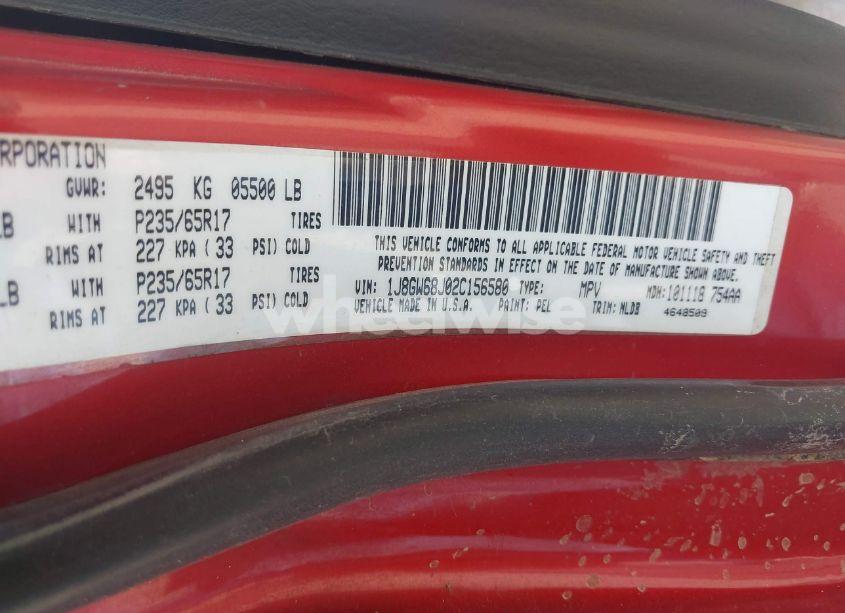 CORPORATION
GVWR: 2495 KG 05500 LB
LB WITH P235/65R17 TIRES
RIMS AT 227 KPA ( 33 PSI) COLD
LB WITH P235/65R17 TIRES
RIMS AT 227 KPA ( 33 PSI) COLD
THIS VEHICLE CONFORMS TO ALL APPLICABLE FEDERAL MOTOR VEHICLE SAFETY AND THEFT
PREVENTION STANDARDS IN EFFECT ON THE DATE OF MANUFACTURE SHOWN ABOVE.
VIN: 1J8GW68J02C156580 TYPE: MPV MDH: 101118 754AA
VEHICLE MADE IN U.S.A. PAINT: PEL TRIM: NLDB 4648509
wheelwise